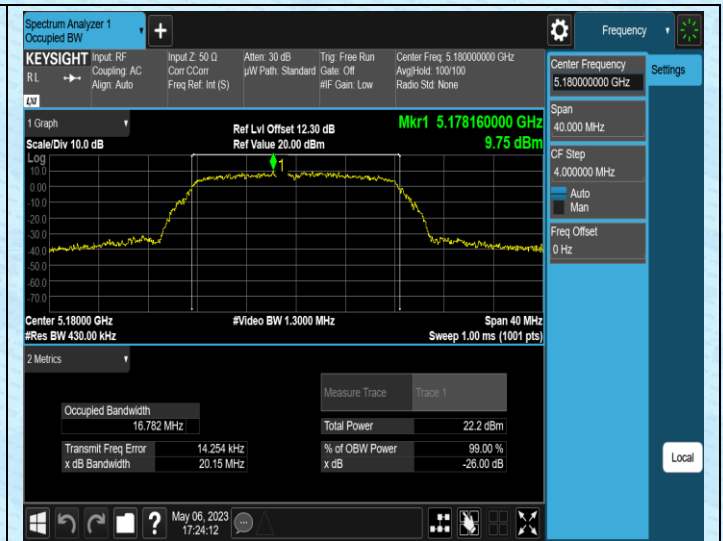 Spectrum Analyzer 1
Occupied BW
Frequency
KEYSIGHT
R L
LXI
Input: RF
Coupling: AC
Align: Auto
Input Z: 50 Ω
Corr CCorr
Freq Ref: Int (S)
Atten: 30 dB
µW Path: Standard
Trig: Free Run
Gate: Off
#IF Gain: Low
Center Freq: 5.180000000 GHz
Avg|Hold: 100/100
Radio Std: None
Center Frequency
5.180000000 GHz
Settings
Span
40.000 MHz
CF Step
4.000000 MHz
Auto
Man
Freq Offset
0 Hz
1 Graph
Scale/Div 10.0 dB
Ref Lvl Offset 12.30 dB
Ref Value 20.00 dBm
Mkr1 5.178160000 GHz
9.75 dBm
Log
10.0
0.00
-10.0
-20.0
-30.0
-40.0
-50.0
-60.0
-70.0
1
Center 5.18000 GHz
#Res BW 430.00 kHz
#Video BW 1.3000 MHz
Span 40 MHz
Sweep 1.00 ms (1001 pts)
2 Metrics
Measure Trace
Trace 1
Occupied Bandwidth
16.782 MHz
Total Power
22.2 dBm
Transmit Freq Error
14.254 kHz
% of OBW Power
99.00 %
x dB Bandwidth
20.15 MHz
x dB
-26.00 dB
Local
?
May 06, 2023
17:24:12